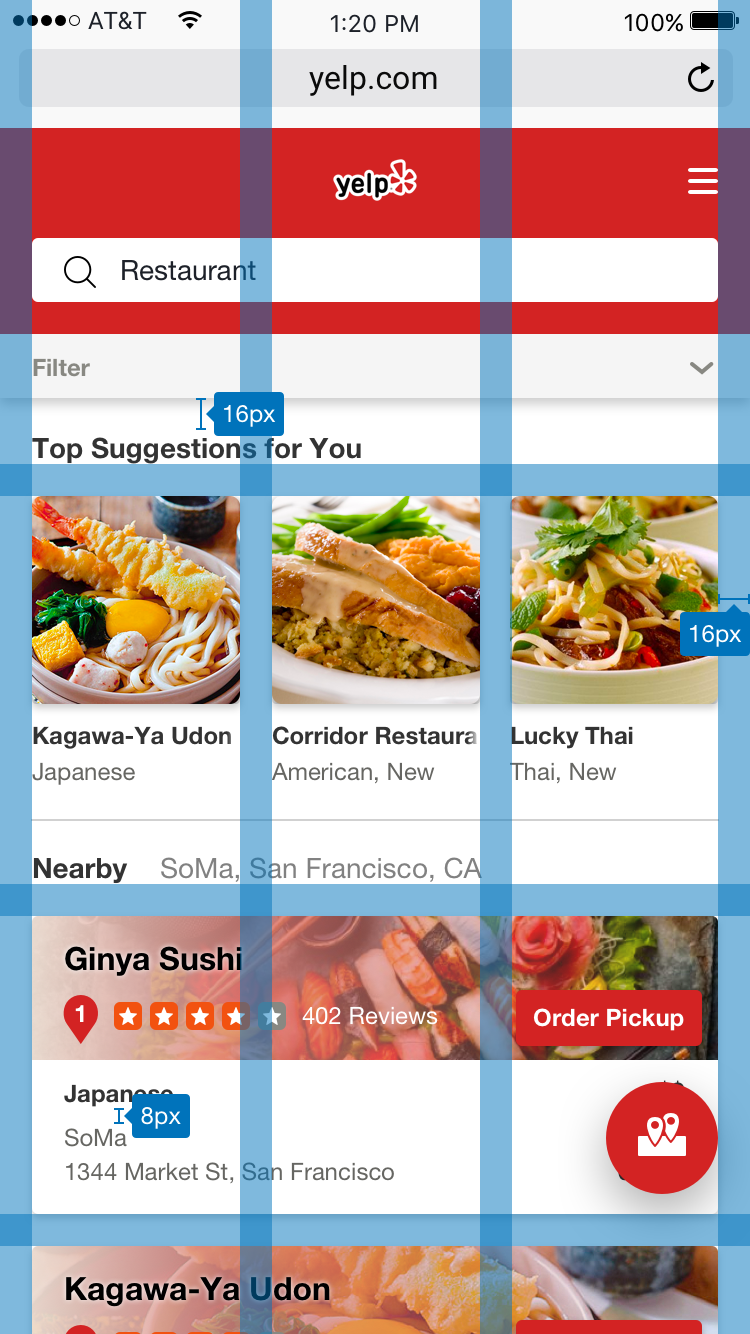 AT&T 1:20 PM 100%
yelp.com
yelp
Restaurant
Filter
16px
Top Suggestions for You
16px
Kagawa-Ya Udon Corridor Restaura Lucky Thai
Japanese American, New Thai, New
Nearby SoMa, San Francisco, CA
Ginya Sushi
1 402 Reviews Order Pickup
Japanese
8px
SoMa
1344 Market St, San Francisco
Kagawa-Ya Udon